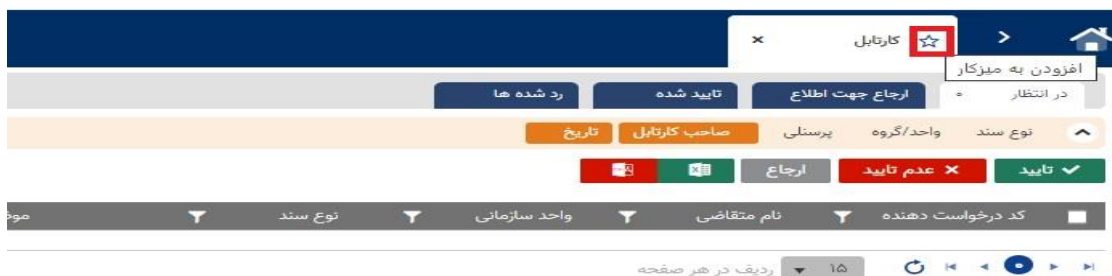 کارتابل ×
افزودن به میزکار
در انتظار ۰ ارجاع جهت اطلاع تایید شده رد شده ها
نوع سند واحد/گروه پرسنلی صاحب کارتابل تاریخ
تایید عدم تایید ارجاع
کد درخواست دهنده نام متقاضی واحد سازمانی نوع سند موض
۱۵ ردیف در هر صفحه